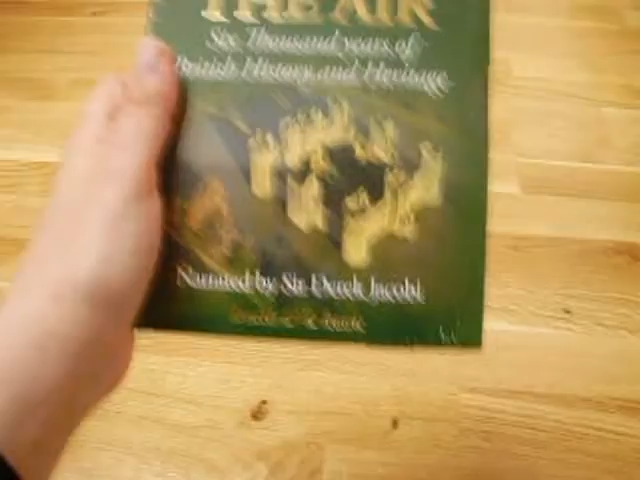 THE AIR
Six Thousand years of
British History and Heritage
Narrated by Sir Derek Jacobi